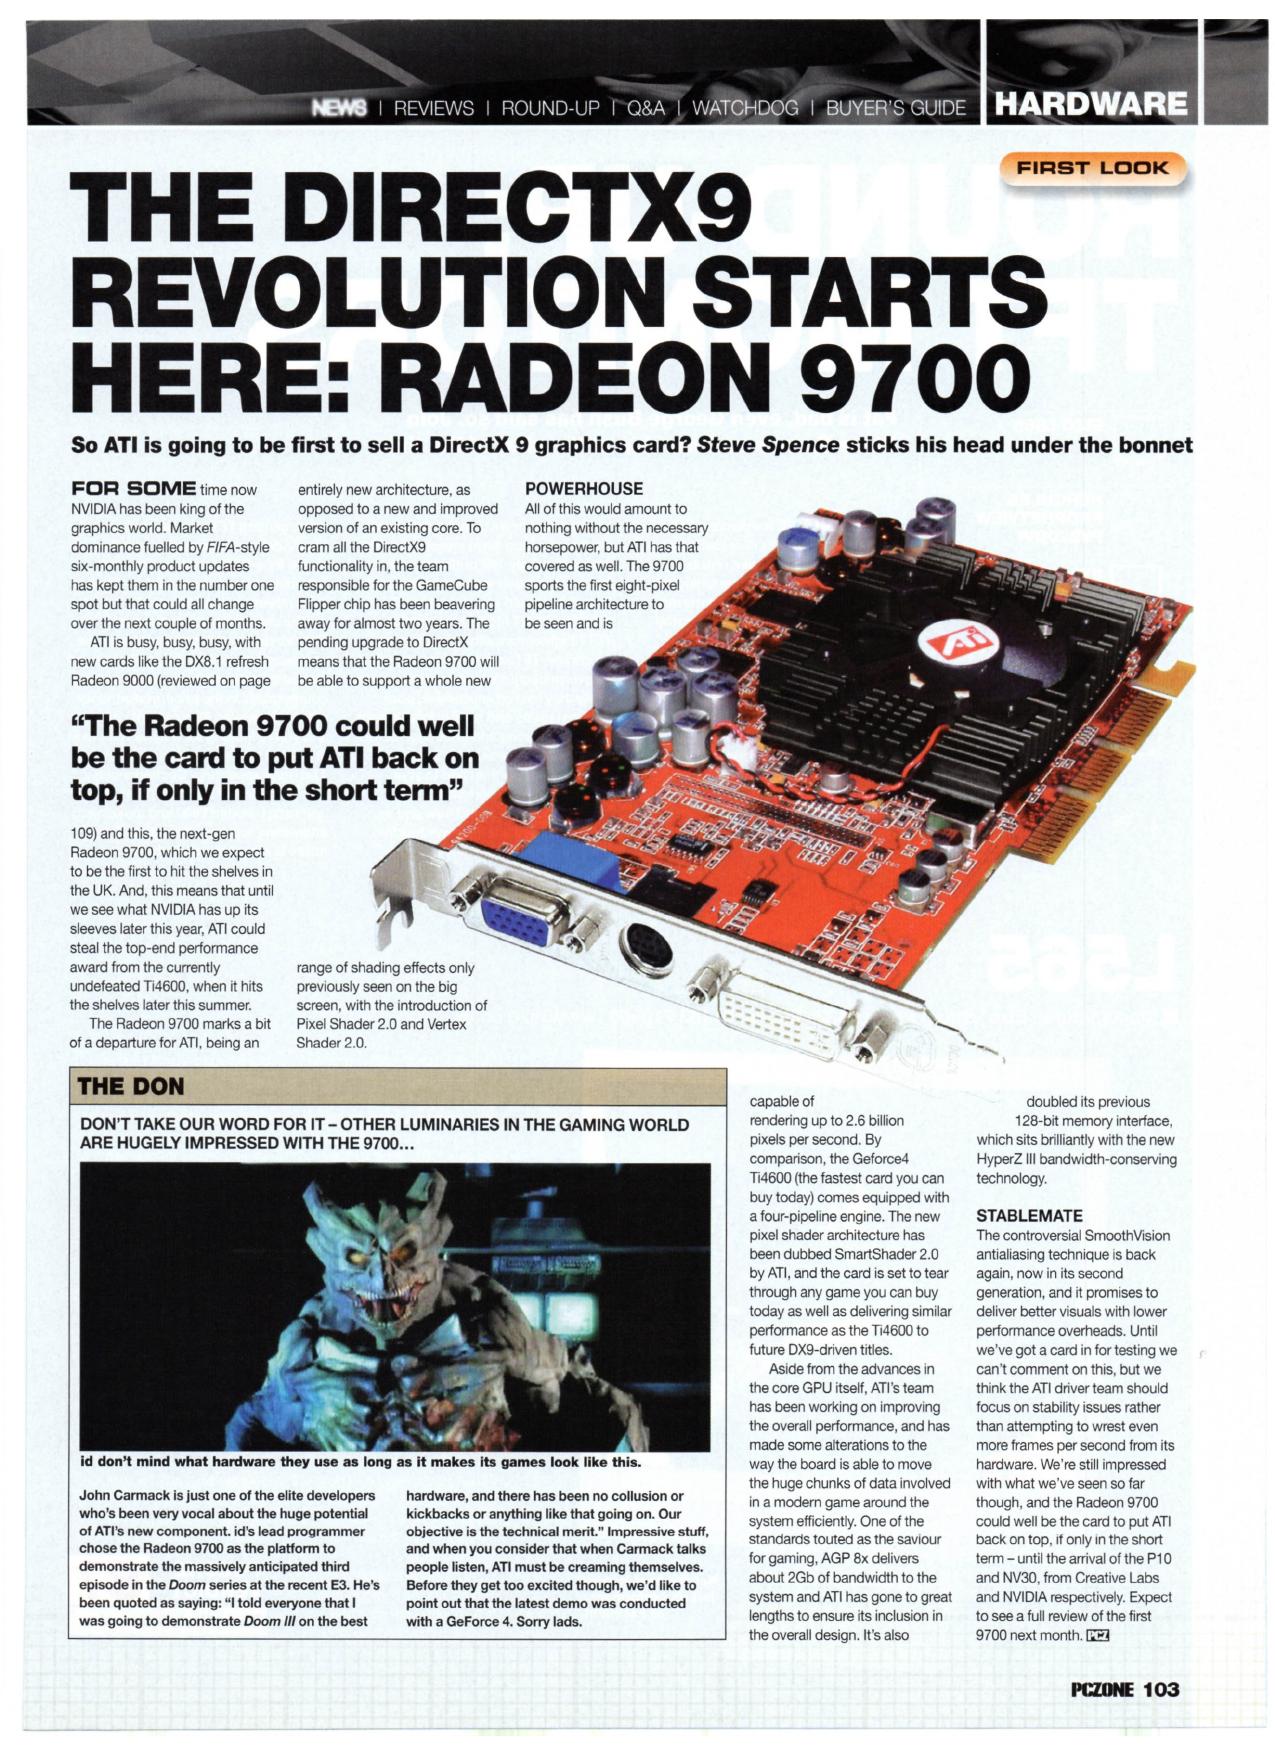 NEWS | REVIEWS | ROUND-UP | Q&A | WATCHDOG | BUYER'S GUIDE
HARDWARE
FIRST LOOK
THE DIRECTX9
REVOLUTION STARTS
HERE: RADEON 9700
So ATI is going to be first to sell a DirectX 9 graphics card? Steve Spence sticks his head under the bonnet
FOR SOME time now
NVIDIA has been king of the
graphics world. Market
dominance fuelled by FIFA-style
six-monthly product updates
has kept them in the number one
spot but that could all change
over the next couple of months.
ATI is busy, busy, busy, with
new cards like the DX8.1 refresh
Radeon 9000 (reviewed on page
"The Radeon 9700 could well
be the card to put ATI back on
top, if only in the short term"
109) and this, the next-gen
Radeon 9700, which we expect
to be the first to hit the shelves in
the UK. And, this means that until
we see what NVIDIA has up its
sleeves later this year, ATI could
steal the top-end performance
award from the currently
undefeated Ti4600, when it hits
the shelves later this summer.
The Radeon 9700 marks a bit
of a departure for ATI, being an
entirely new architecture, as
opposed to a new and improved
version of an existing core. To
cram all the DirectX9
functionality in, the team
responsible for the GameCube
Flipper chip has been beavering
away for almost two years. The
pending upgrade to DirectX
means that the Radeon 9700 will
be able to support a whole new
range of shading effects only
previously seen on the big
screen, with the introduction of
Pixel Shader 2.0 and Vertex
Shader 2.0.
POWERHOUSE
All of this would amount to
nothing without the necessary
horsepower, but ATI has that
covered as well. The 9700
sports the first eight-pixel
pipeline architecture to
be seen and is
ATI
capable of
rendering up to 2.6 billion
pixels per second. By
comparison, the Geforce4
Ti4600 (the fastest card you can
buy today) comes equipped with
a four-pipeline engine. The new
pixel shader architecture has
been dubbed SmartShader 2.0
by ATI, and the card is set to tear
through any game you can buy
today as well as delivering similar
performance as the Ti4600 to
future DX9-driven titles.
Aside from the advances in
the core GPU itself, ATI's team
has been working on improving
the overall performance, and has
made some alterations to the
way the board is able to move
the huge chunks of data involved
in a modern game around the
system efficiently. One of the
standards touted as the saviour
for gaming, AGP 8x delivers
about 2Gb of bandwidth to the
system and ATI has gone to great
lengths to ensure its inclusion in
the overall design. It's also
doubled its previous
128-bit memory interface,
which sits brilliantly with the new
HyperZ III bandwidth-conserving
technology.
STABLEMATE
The controversial SmoothVision
antialiasing technique is back
again, now in its second
generation, and it promises to
deliver better visuals with lower
performance overheads. Until
we've got a card in for testing we
can't comment on this, but we
think the ATI driver team should
focus on stability issues rather
than attempting to wrest even
more frames per second from its
hardware. We're still impressed
with what we've seen so far
though, and the Radeon 9700
could well be the card to put ATI
back on top, if only in the short
term – until the arrival of the P10
and NV30, from Creative Labs
and NVIDIA respectively. Expect
to see a full review of the first
9700 next month. PCZ
THE DON
DON'T TAKE OUR WORD FOR IT – OTHER LUMINARIES IN THE GAMING WORLD
ARE HUGELY IMPRESSED WITH THE 9700...
id don't mind what hardware they use as long as it makes its games look like this.
John Carmack is just one of the elite developers
who's been very vocal about the huge potential
of ATI's new component. id's lead programmer
chose the Radeon 9700 as the platform to
demonstrate the massively anticipated third
episode in the Doom series at the recent E3. He's
been quoted as saying: "I told everyone that I
was going to demonstrate Doom III on the best
hardware, and there has been no collusion or
kickbacks or anything like that going on. Our
objective is the technical merit." Impressive stuff,
and when you consider that when Carmack talks
people listen, ATI must be creaming themselves.
Before they get too excited though, we'd like to
point out that the latest demo was conducted
with a GeForce 4. Sorry lads.
PCZONE 103